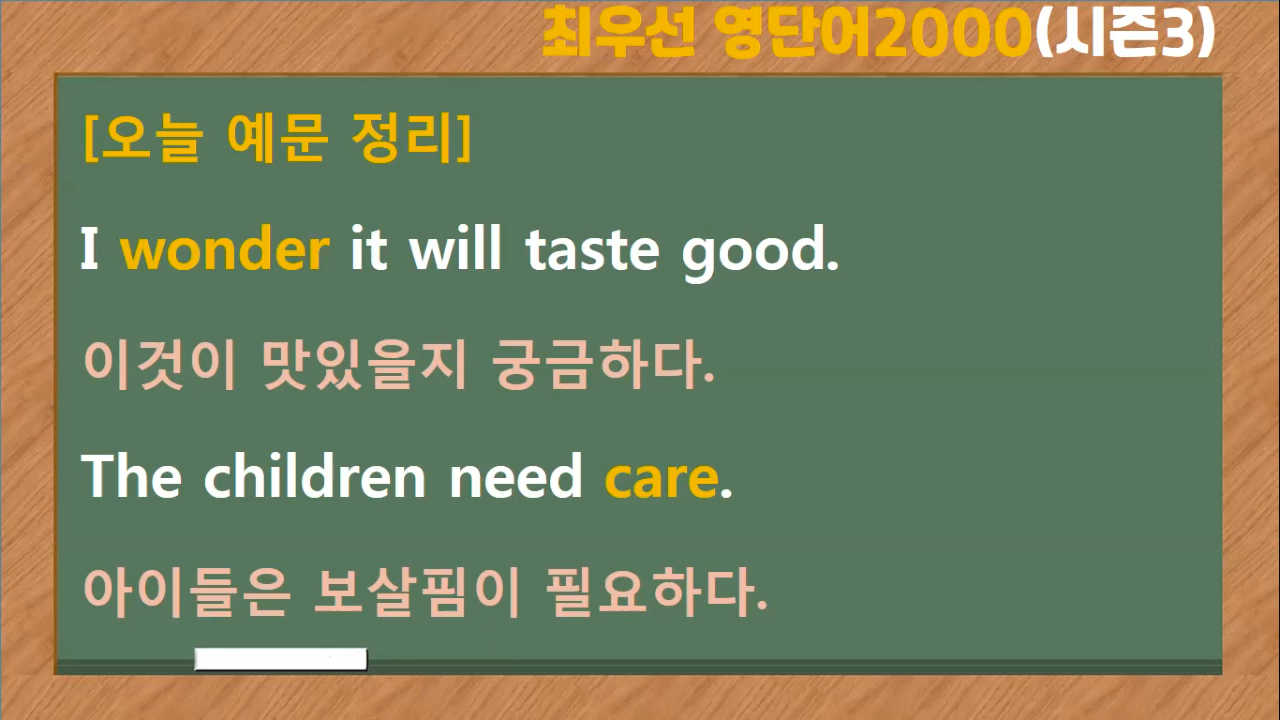 최우선 영단어2000(시즌3)
[오늘 예문 정리]
I wonder it will taste good.
이것이 맛있을지 궁금하다.
The children need care.
아이들은 보살핌이 필요하다.